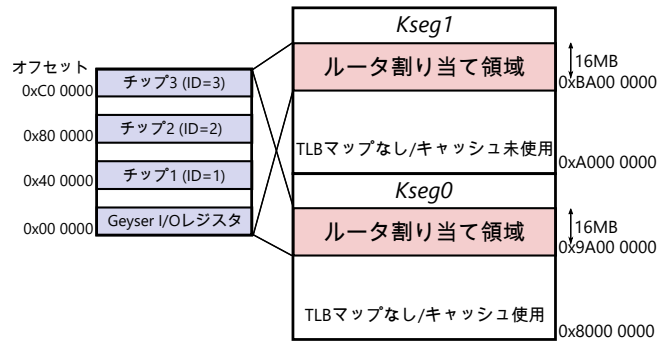 オフセット
0xC0 0000
0x80 0000
0x40 0000
0x00 0000
チップ3 (ID=3)
チップ2 (ID=2)
チップ1 (ID=1)
Geyser I/Oレジスタ
Kseg1
ルータ割り当て領域
TLBマップなし/キャッシュ未使用
Kseg0
ルータ割り当て領域
TLBマップなし/キャッシュ使用
16MB
0xBA00 0000
0xA000 0000
16MB
0x9A00 0000
0x8000 0000